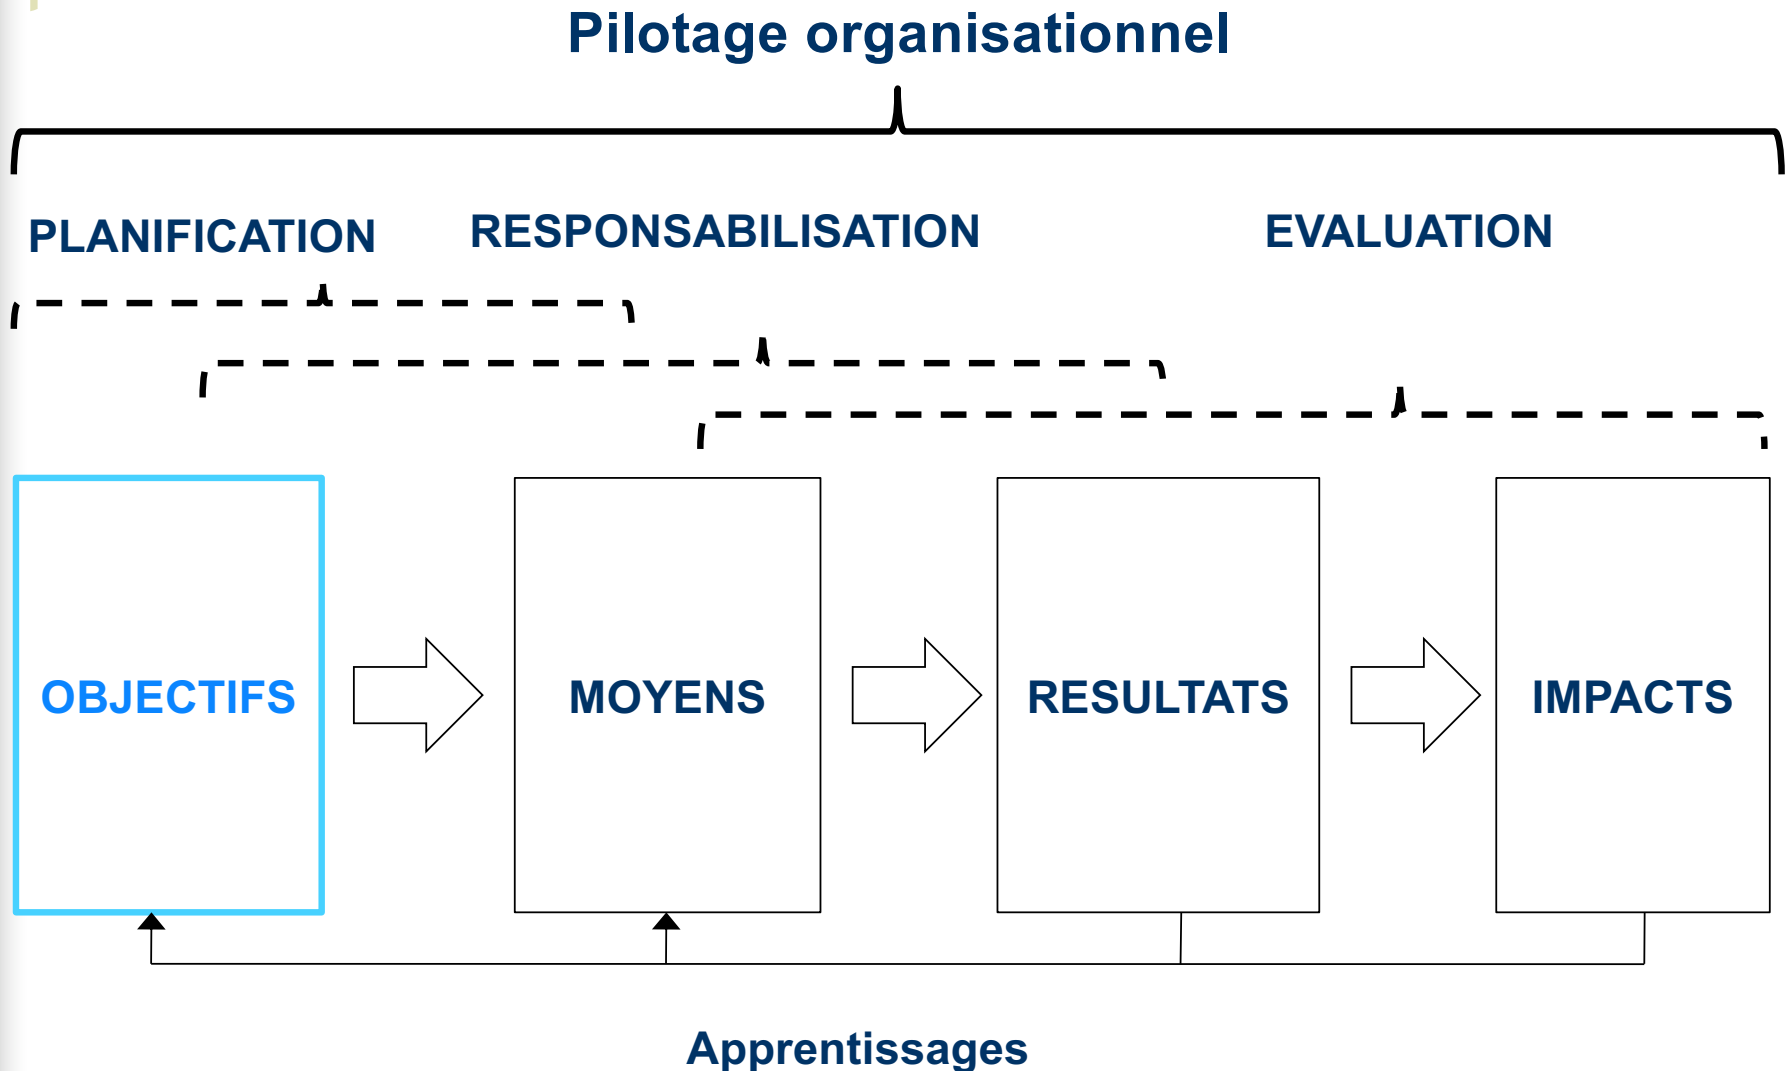 Pilotage organisationnel
PLANIFICATION
RESPONSABILISATION
EVALUATION
OBJECTIFS
MOYENS
RESULTATS
IMPACTS
Apprentissages